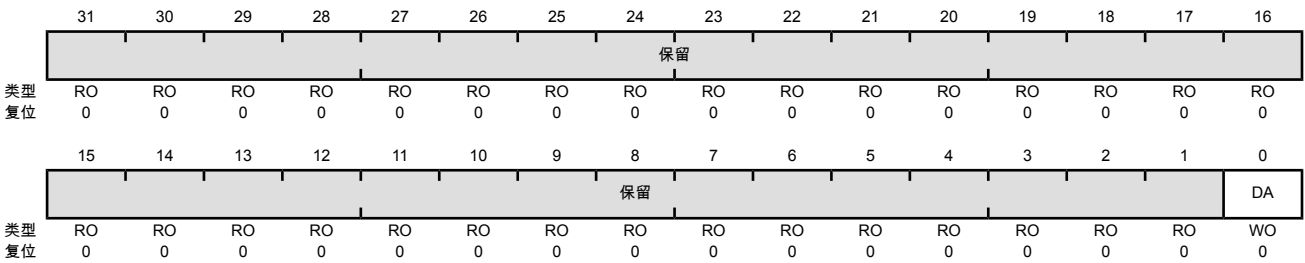 31 30 29 28 27 26 25 24 23 22 21 20 19 18 17 16
保留
类型 RO RO RO RO RO RO RO RO RO RO RO RO RO RO RO RO
复位 0 0 0 0 0 0 0 0 0 0 0 0 0 0 0 0
15 14 13 12 11 10 9 8 7 6 5 4 3 2 1 0
保留 DA
类型 RO RO RO RO RO RO RO RO RO RO RO RO RO RO RO WO
复位 0 0 0 0 0 0 0 0 0 0 0 0 0 0 0 0